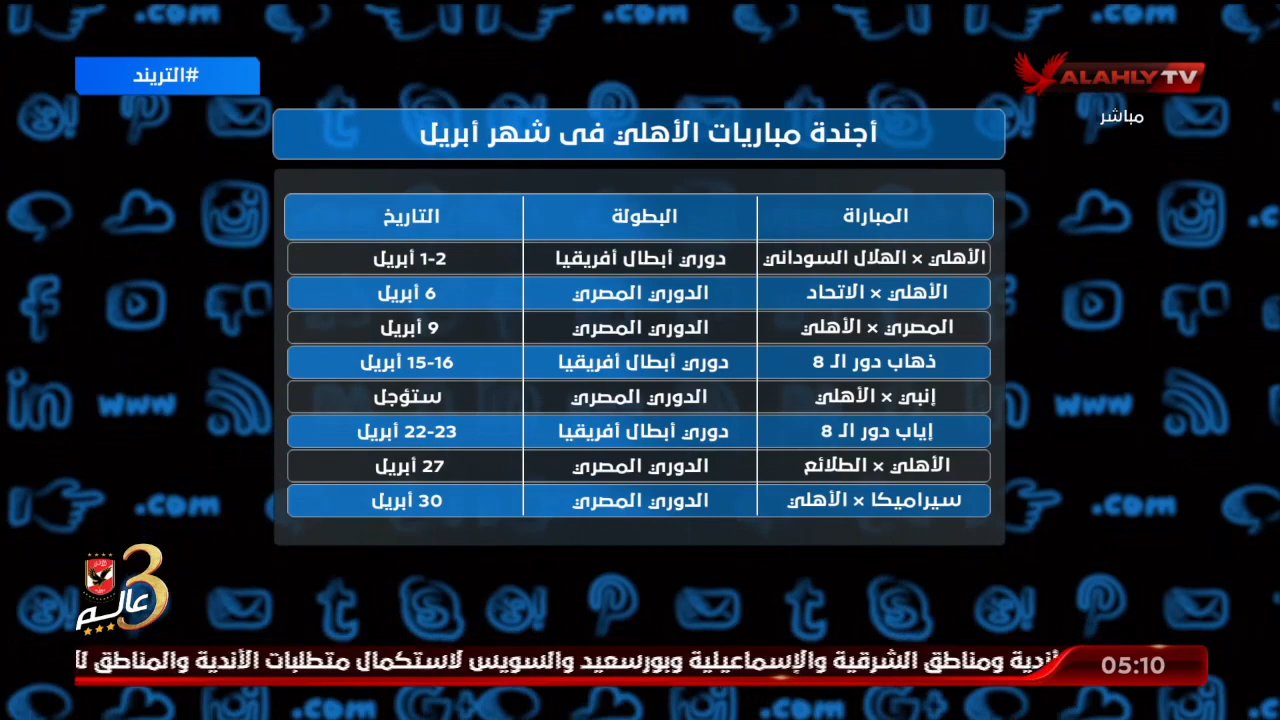 #التريند
ALAHLY TV
مباشر
أجندة مباريات الأهلي فى شهر أبريل
المباراة البطولة التاريخ
الأهلي × الهلال السوداني دوري أبطال أفريقيا 1-2 أبريل
الأهلي × الاتحاد الدوري المصري 6 أبريل
المصري × الأهلي الدوري المصري 9 أبريل
ذهاب دور الـ 8 دوري أبطال أفريقيا 15-16 أبريل
إنبي × الأهلي الدوري المصري ستؤجل
إياب دور الـ 8 دوري أبطال أفريقيا 22-23 أبريل
الأهلي × الطلائع الدوري المصري 27 أبريل
سيراميكا × الأهلي الدوري المصري 30 أبريل
3 عالم
ومناطق الشرقية والإسماعيلية وبورسعيد والسويس لاستكمال متطلبات الأندية والمناطق
05:10